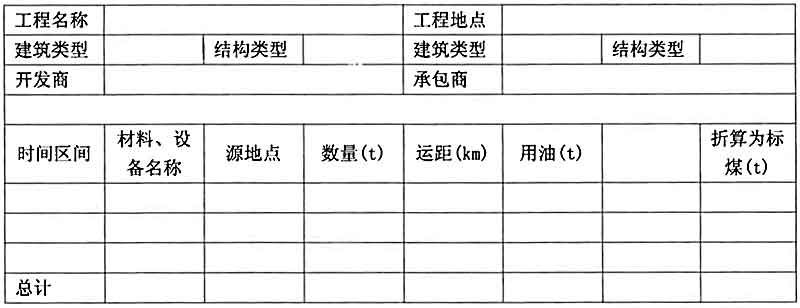 工程名称 工程地点
建筑类型 结构类型 建筑类型 结构类型
开发商 承包商
时间区间 材料、设备名称 源地点 数量(t) 运距(km) 用油(t) 折算为标煤(t)
总计